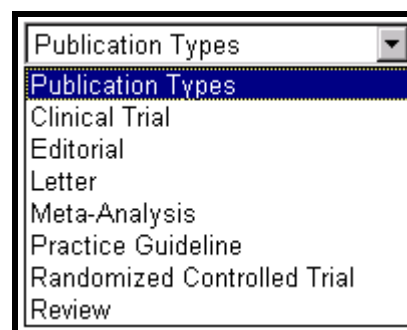 Publication Types
Publication Types
Clinical Trial
Editorial
Letter
Meta-Analysis
Practice Guideline
Randomized Controlled Trial
Review